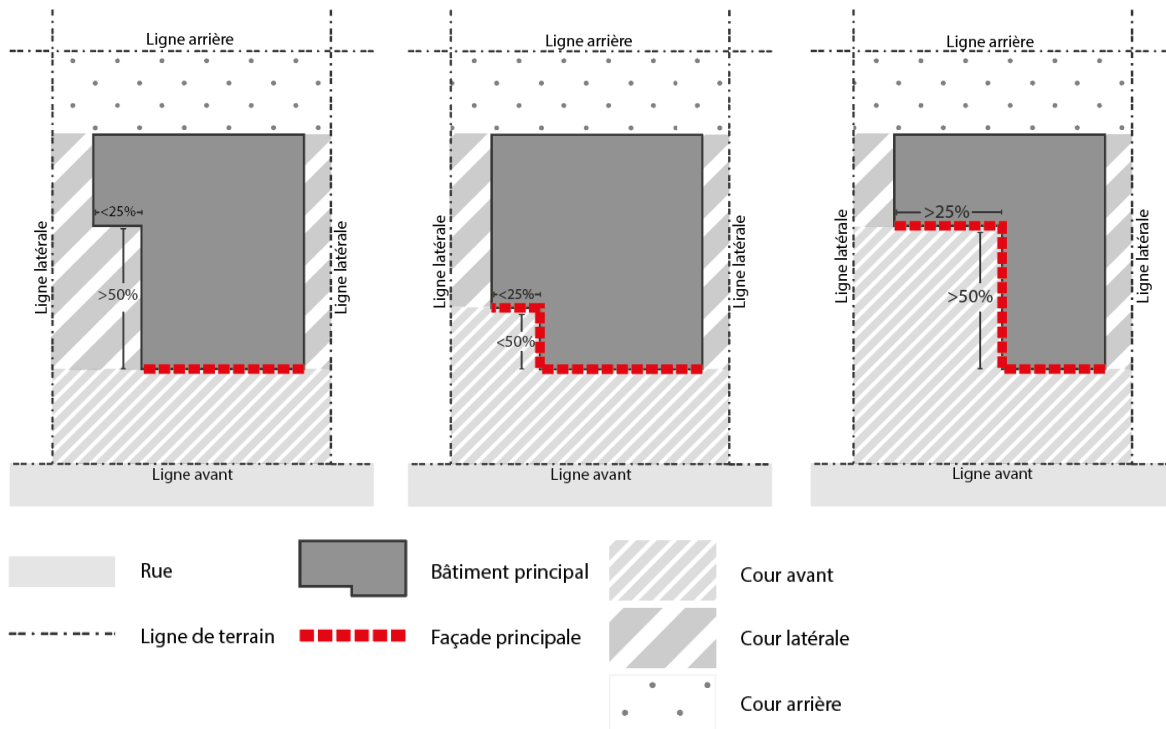 Ligne arrière
Ligne latérale
<25%
>50%
Ligne latérale
Ligne avant
Ligne arrière
Ligne latérale
<25%
<50%
Ligne latérale
Ligne avant
Ligne arrière
Ligne latérale
>25%
>50%
Ligne latérale
Ligne avant
Rue
Bâtiment principal
Cour avant
Ligne de terrain
Façade principale
Cour latérale
Cour arrière